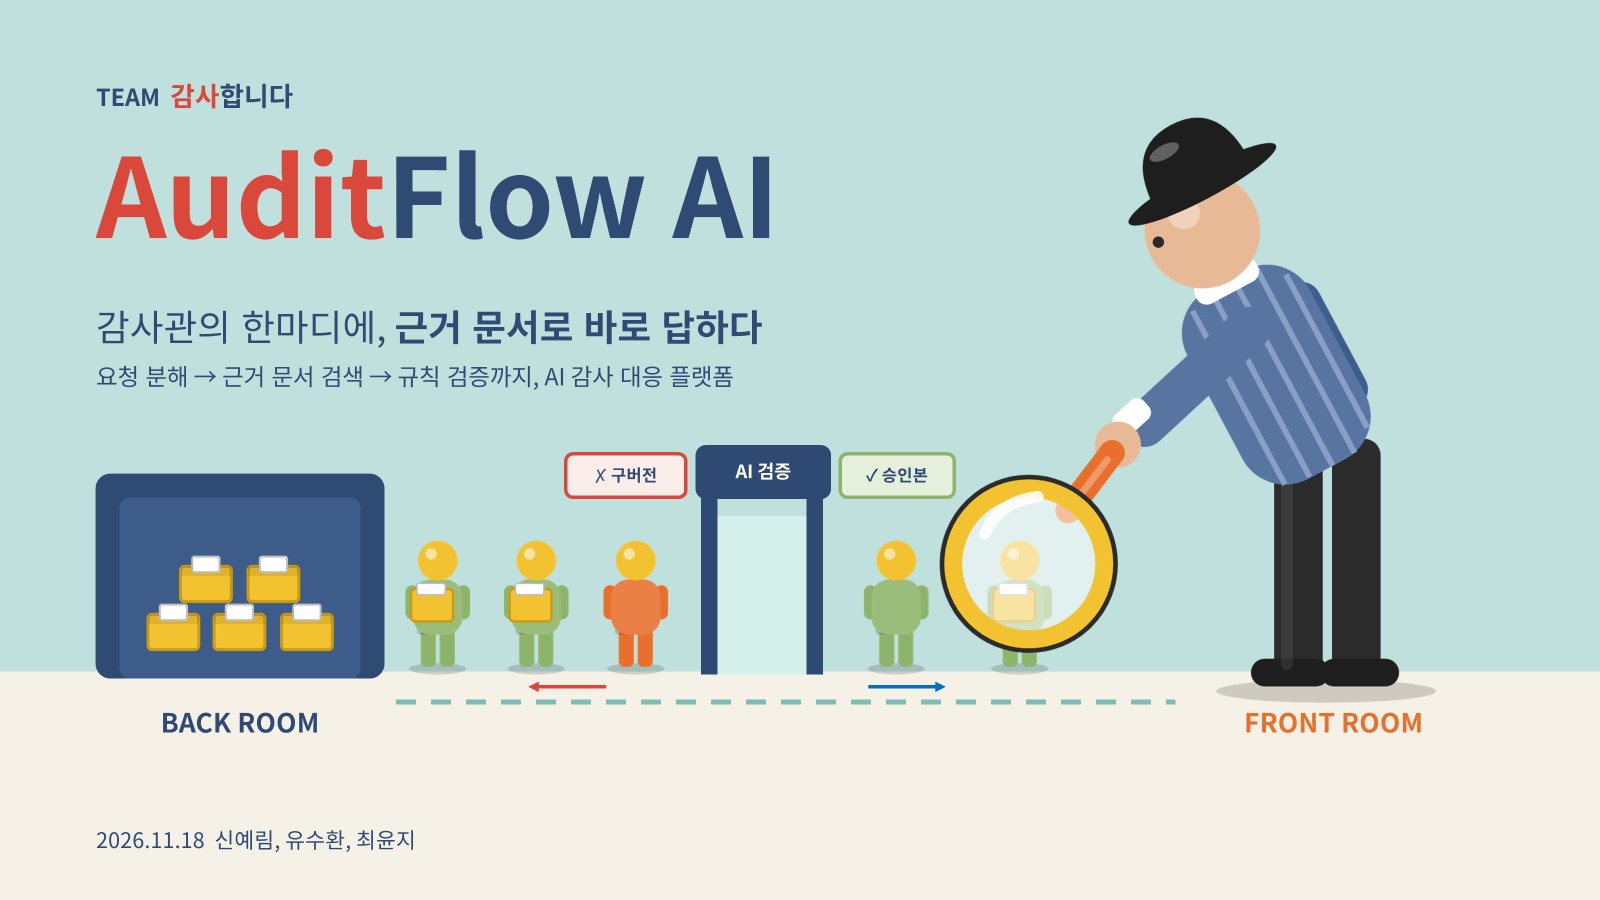 TEAM 감사합니다
AuditFlow AI
감사관의 한마디에, 근거 문서로 바로 답하다
요청 분해 → 근거 문서 검색 → 규칙 검증까지, AI 감사 대응 플랫폼
✗ 구버전
AI 검증
✓ 승인본
BACK ROOM
FRONT ROOM
2026.11.18 신예림, 유수환, 최윤지